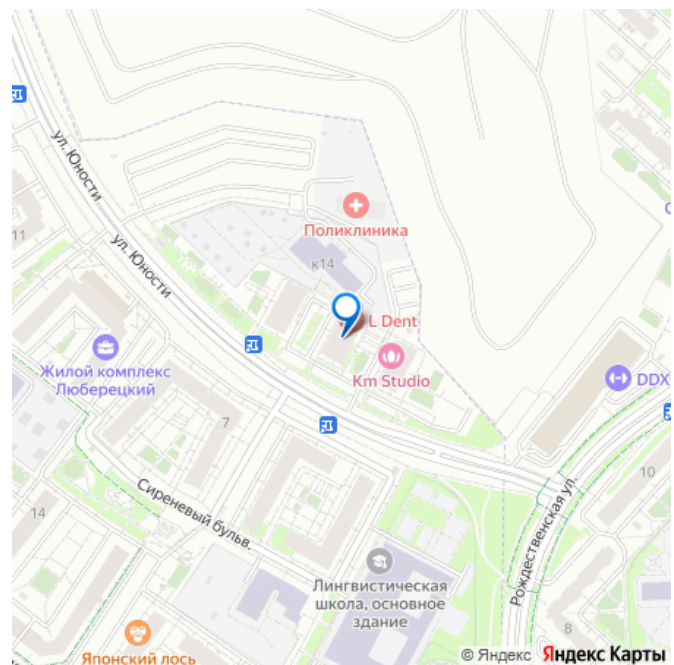 ул. Юности
11
ул. Юности
Поликлиника
к14
L Dent
Km Studio
Жилой комплекс
Люберецкий
7
DDX
10
Сиреневый бульв.
14
Рождественская ул.
Лингвистическая
школа, основное
здание
8
Японский лось
© Яндекс Яндекс Карты